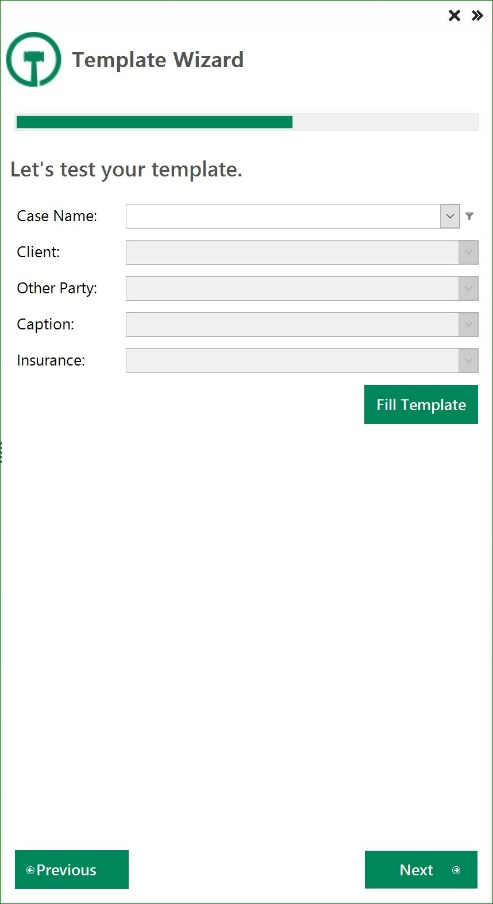 Template Wizard
Let's test your template.
Case Name:
Client:
Other Party:
Caption:
Insurance:
Fill Template
Previous
Next